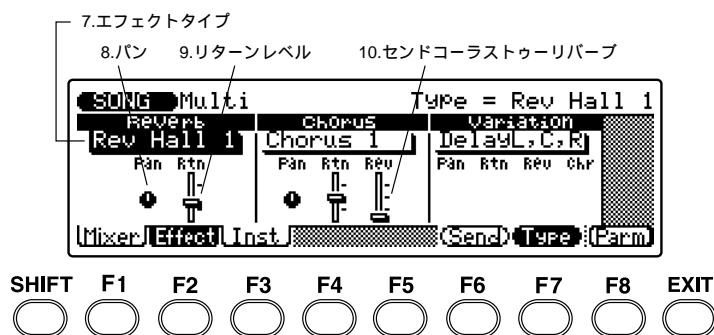 7.エフェクトタイプ
8.パン 9.リターンレベル 10.センドコーラストゥーリバーブ
SONG Multi Type = Rev Hall 1
Reverb Chorus Variation
Rev Hall 1 Chorus 1 DelayL,C,R
Pan Rtn Pan Rtn Rev Pan Rtn Rev Chr
Mixer Effect Inst Send Type Parm
SHIFT F1 F2 F3 F4 F5 F6 F7 F8 EXIT